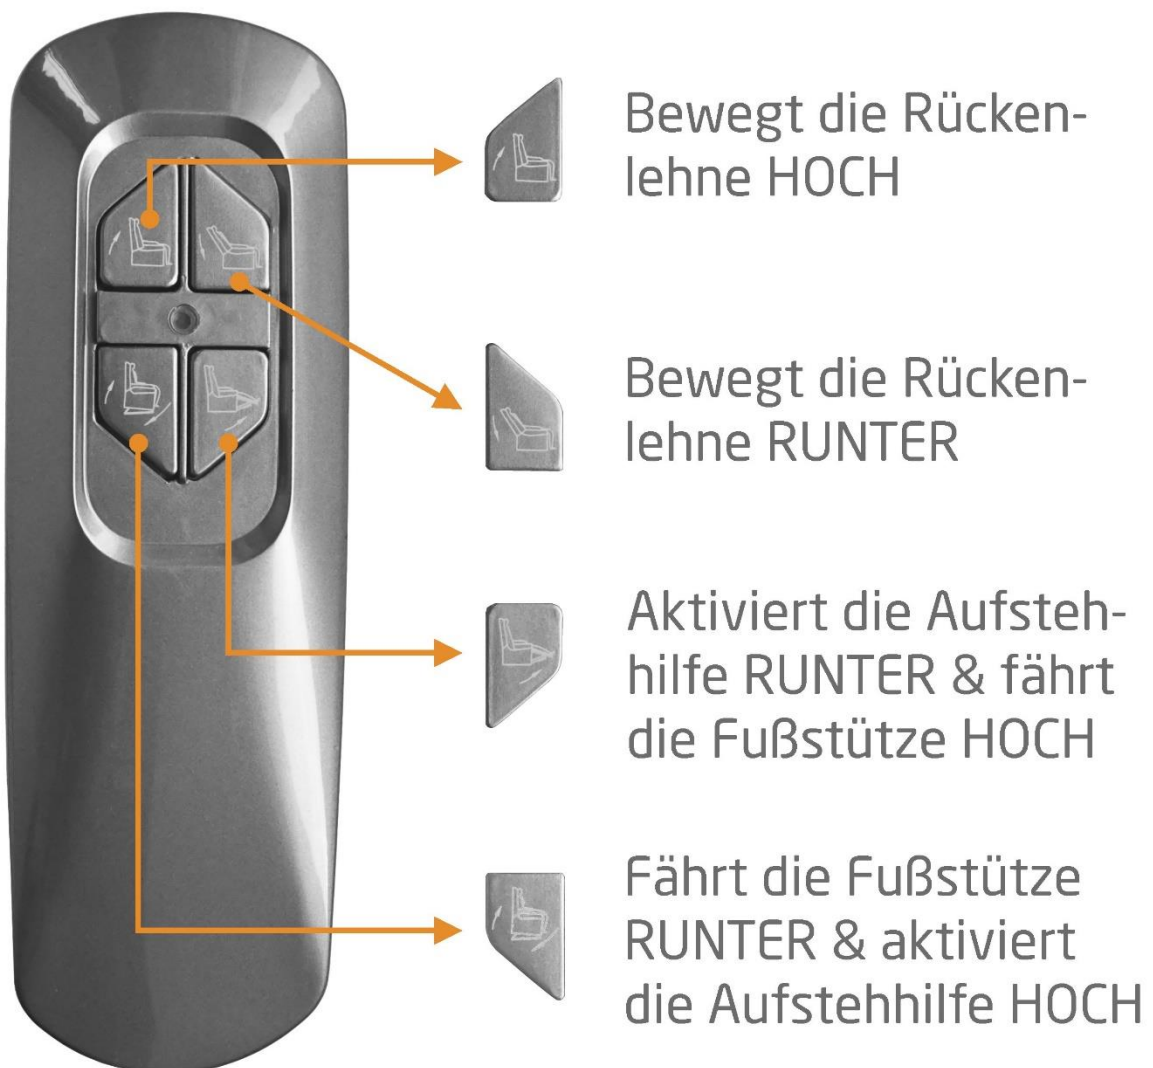 Bewegt die Rücken-
lehne HOCH
Bewegt die Rücken-
lehne RUNTER
Aktiviert die Aufsteh-
hilfe RUNTER & fährt
die Fußstütze HOCH
Fährt die Fußstütze
RUNTER & aktiviert
die Aufstehhilfe HOCH